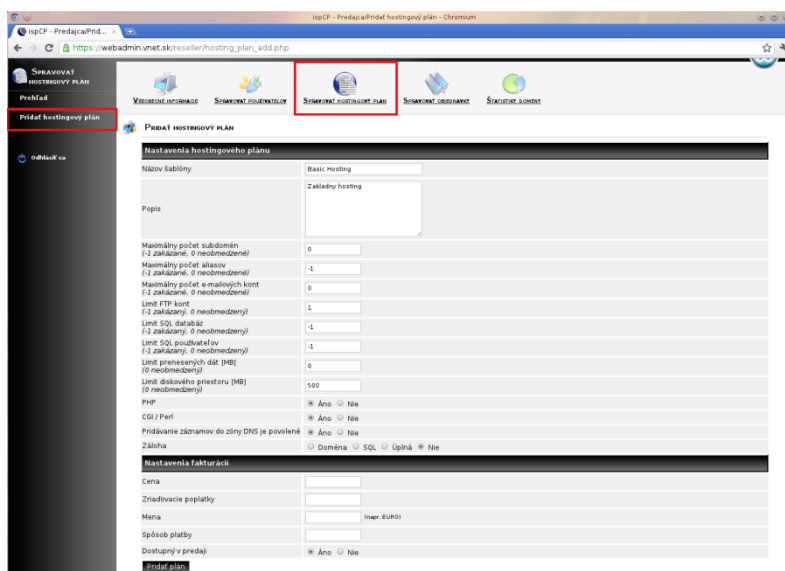 ispCP - Predajca/Pridať hostingový plán - Chromium
ispCP - Predajca/Prid...
https://webadmin.vnet.sk/reseller/hosting_plan_add.php
Spravovať hostingový plán
Prehľad
Pridať hostingový plán
Odhlásiť sa
Všeobecné informácie
Spravovať používateľov
Spravovať hostingový plán
Spravovať objednávky
Štatistiky domény
Pridať hostingový plán
Nastavenia hostingového plánu
Názov šablóny
Basic Hosting
Popis
Zakladny hosting
Maximálny počet subdomén
(-1 zakázané, 0 neobmedzené)
0
Maximálny počet aliasov
(-1 zakázané, 0 neobmedzené)
-1
Maximálny počet e-mailových kont
(-1 zakázané, 0 neobmedzené)
0
Limit FTP kont
(-1 zakázaný, 0 neobmedzený)
1
Limit SQL databáz
(-1 zakázaný, 0 neobmedzený)
-1
Limit SQL používateľov
(-1 zakázaný, 0 neobmedzený)
-1
Limit prenesených dát [MB]
(0 neobmedzený)
0
Limit diskového priestoru [MB]
(0 neobmedzený)
500
PHP
Áno Nie
CGI / Perl
Áno Nie
Pridávanie záznamov do zóny DNS je povolené
Áno Nie
Záloha
Doména SQL Úplná Nie
Nastavenia fakturácií
Cena
Zriaďovacie poplatky
Mena
(napr. EURO)
Spôsob platby
Dostupný v predaji
Áno Nie
Pridať plán